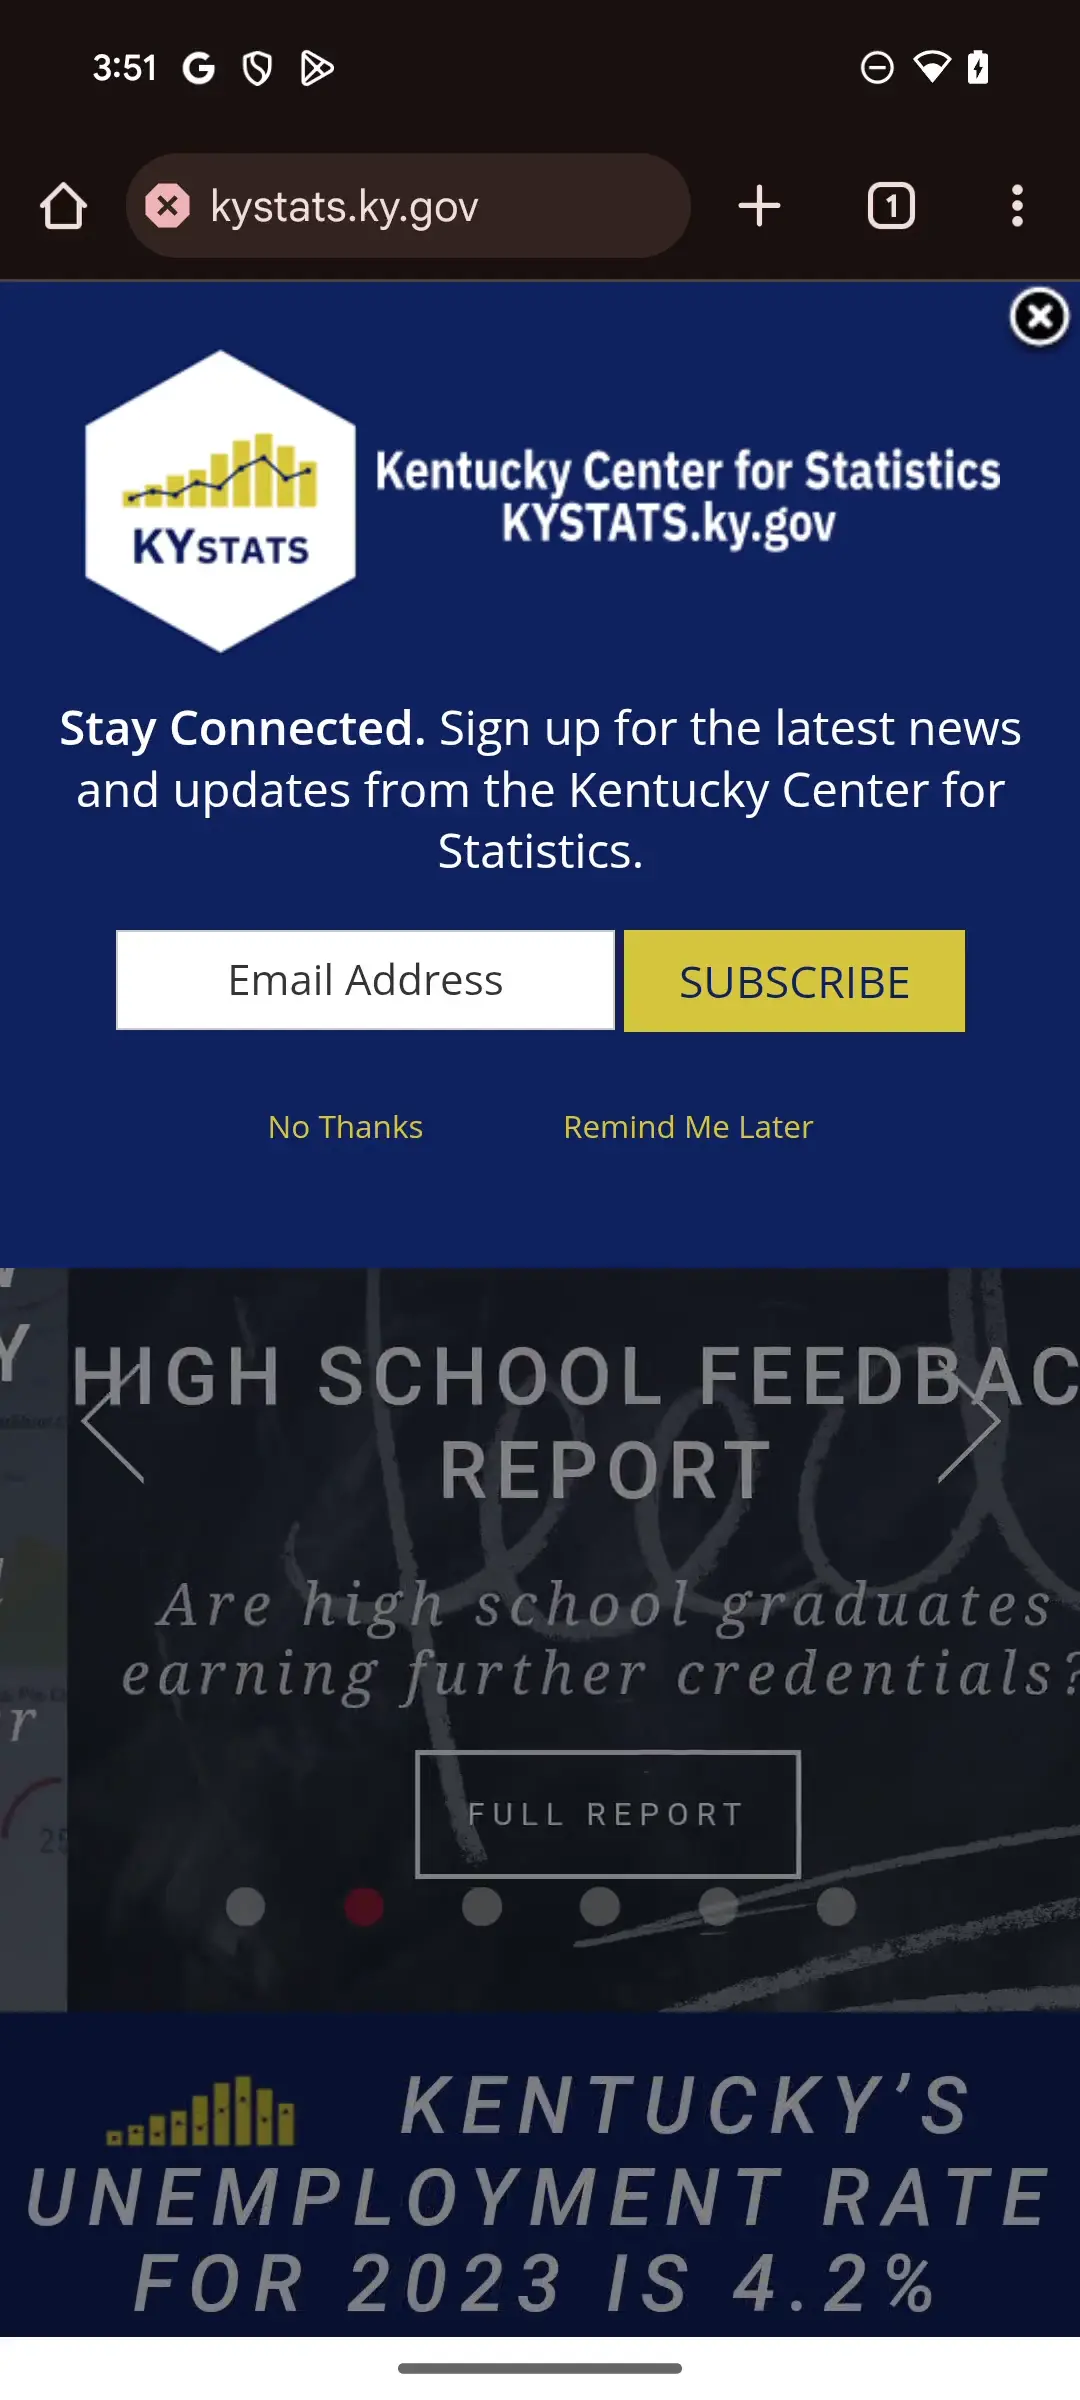 3:51
kystats.ky.gov
1
KYSTATS
Kentucky Center for Statistics
KYSTATS.ky.gov
Stay Connected. Sign up for the latest news
and updates from the Kentucky Center for
Statistics.
Email Address
SUBSCRIBE
No Thanks
Remind Me Later
HIGH SCHOOL FEEDBAC
REPORT
Are high school graduates
earning further credentials?
FULL REPORT
KENTUCKY'S
UNEMPLOYMENT RATE
FOR 2023 IS 4.2%